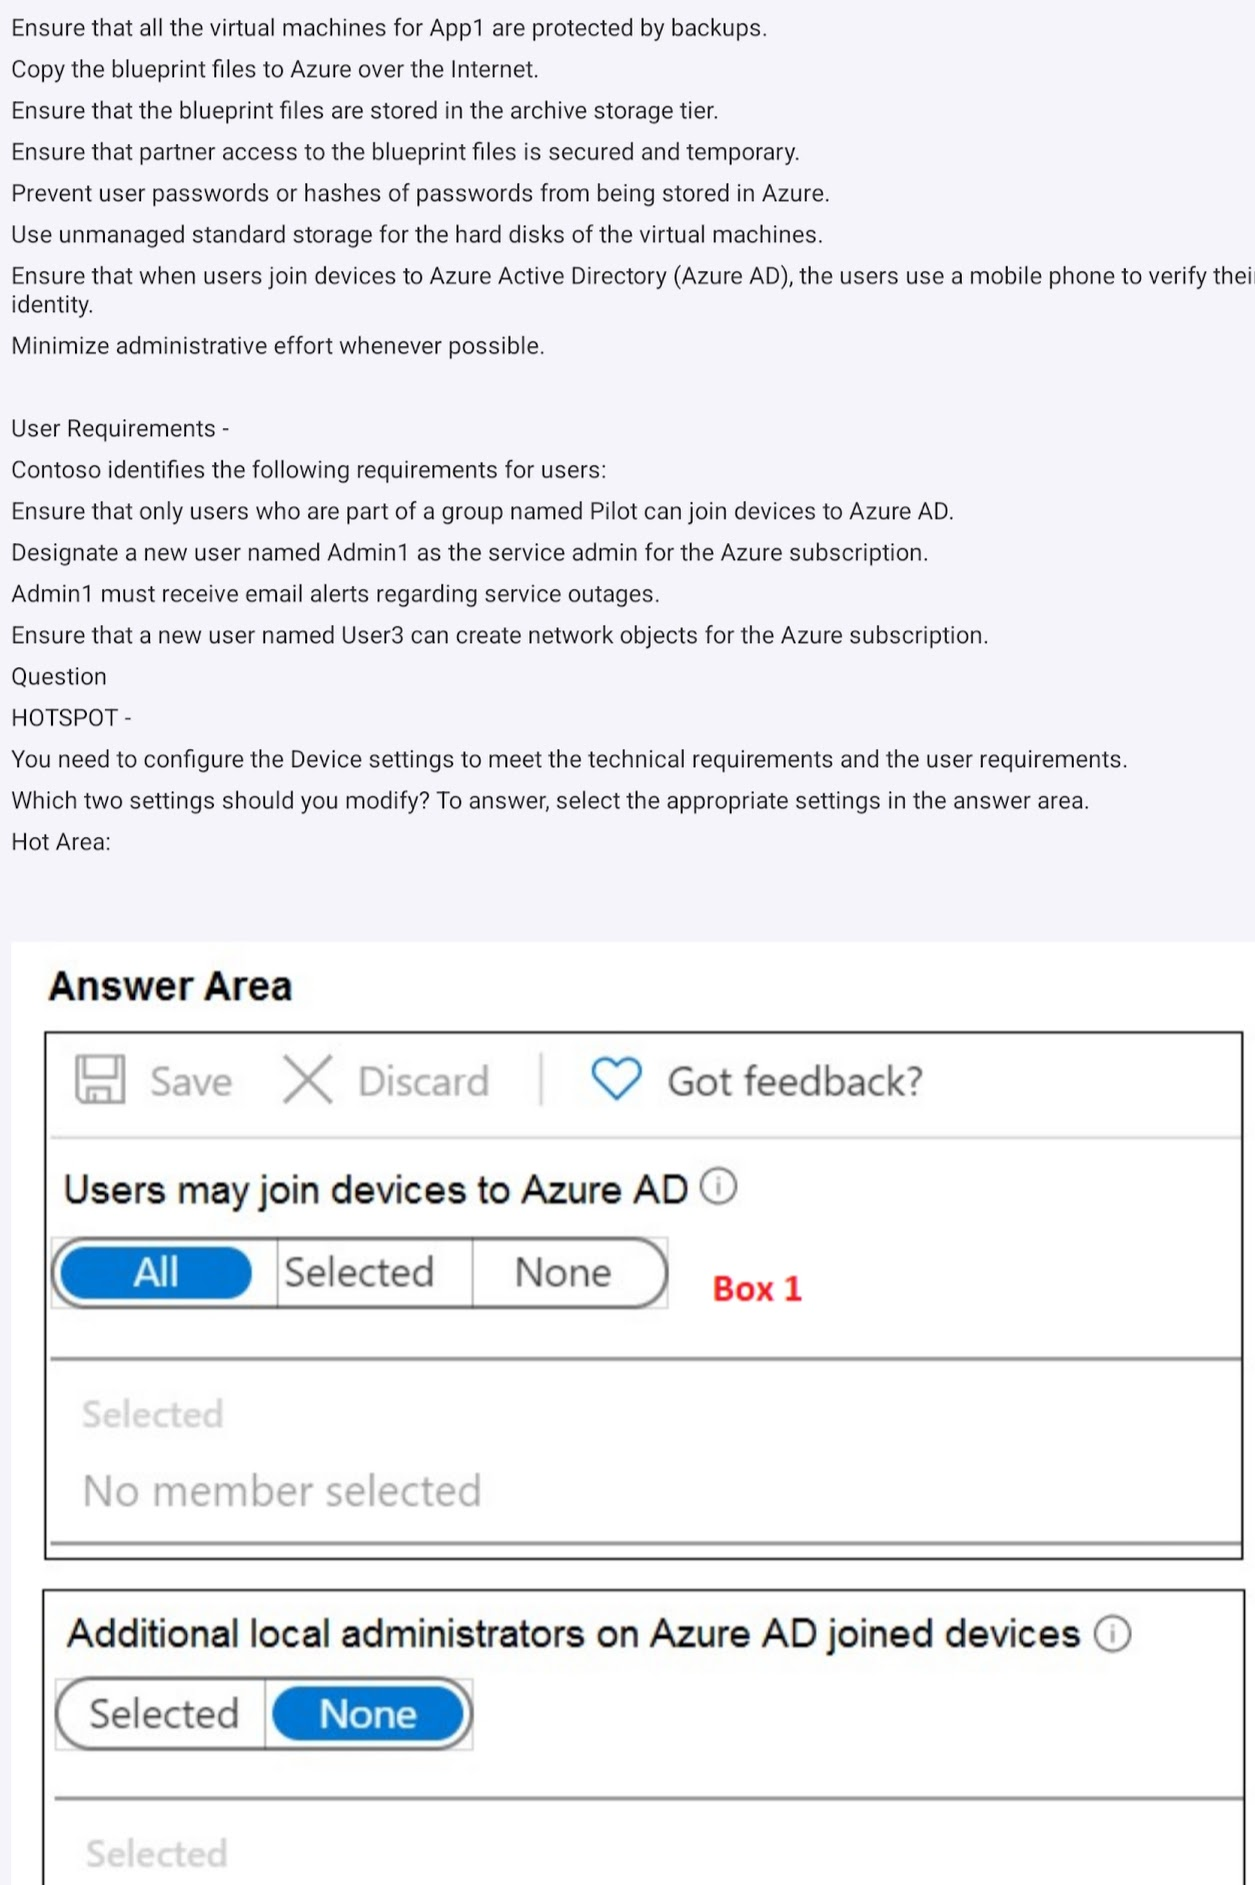 Ensure that all the virtual machines for App1 are protected by backups.
Copy the blueprint files to Azure over the Internet.
Ensure that the blueprint files are stored in the archive storage tier.
Ensure that partner access to the blueprint files is secured and temporary.
Prevent user passwords or hashes of passwords from being stored in Azure.
Use unmanaged standard storage for the hard disks of the virtual machines.
Ensure that when users join devices to Azure Active Directory (Azure AD), the users use a mobile phone to verify their
identity.
Minimize administrative effort whenever possible.
User Requirements -
Contoso identifies the following requirements for users:
Ensure that only users who are part of a group named Pilot can join devices to Azure AD.
Designate a new user named Admin1 as the service admin for the Azure subscription.
Admin1 must receive email alerts regarding service outages.
Ensure that a new user named User3 can create network objects for the Azure subscription.
Question
HOTSPOT -
You need to configure the Device settings to meet the technical requirements and the user requirements.
Which two settings should you modify? To answer, select the appropriate settings in the answer area.
Hot Area:
Answer Area
Save Discard Got feedback?
Users may join devices to Azure AD
All Selected None Box 1
Selected
No member selected
Additional local administrators on Azure AD joined devices
Selected None
Selected